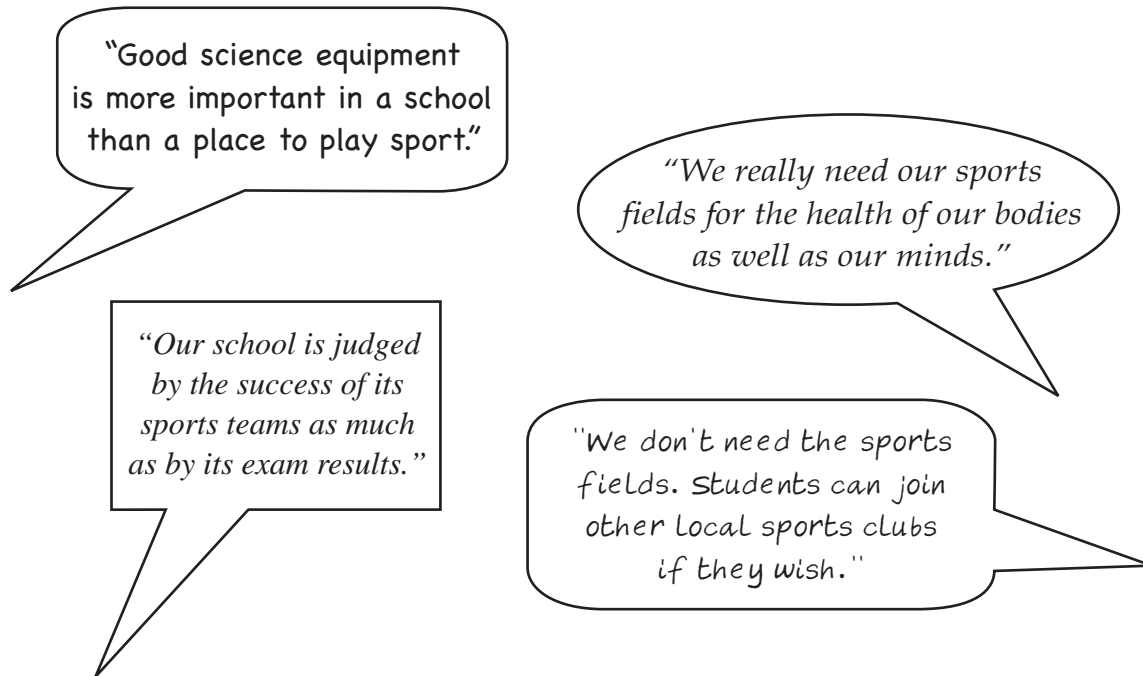 “Good science equipment
is more important in a school
than a place to play sport.”
“We really need our sports
fields for the health of our bodies
as well as our minds.”
“Our school is judged
by the success of its
sports teams as much
as by its exam results.”
"We don't need the sports
fields. Students can join
other local sports clubs
if they wish."